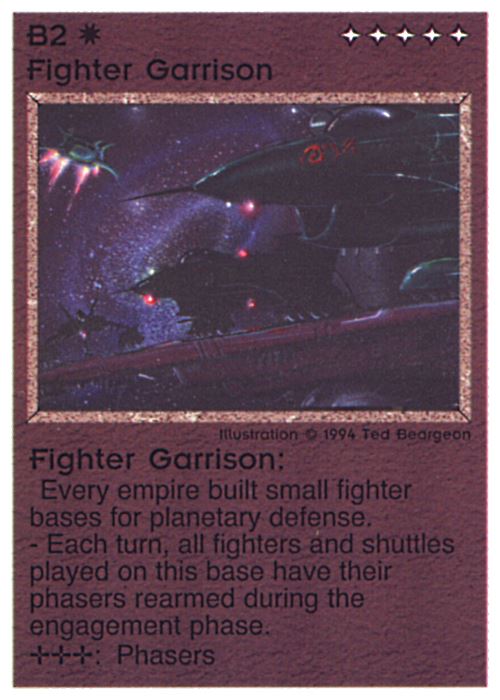 B2
Fighter Garrison
Illustration © 1994 Ted Beargeon
Fighter Garrison:
Every empire built small fighter
bases for planetary defense.
- Each turn, all fighters and shuttles
played on this base have their
phasers rearmed during the
engagement phase.
: Phasers